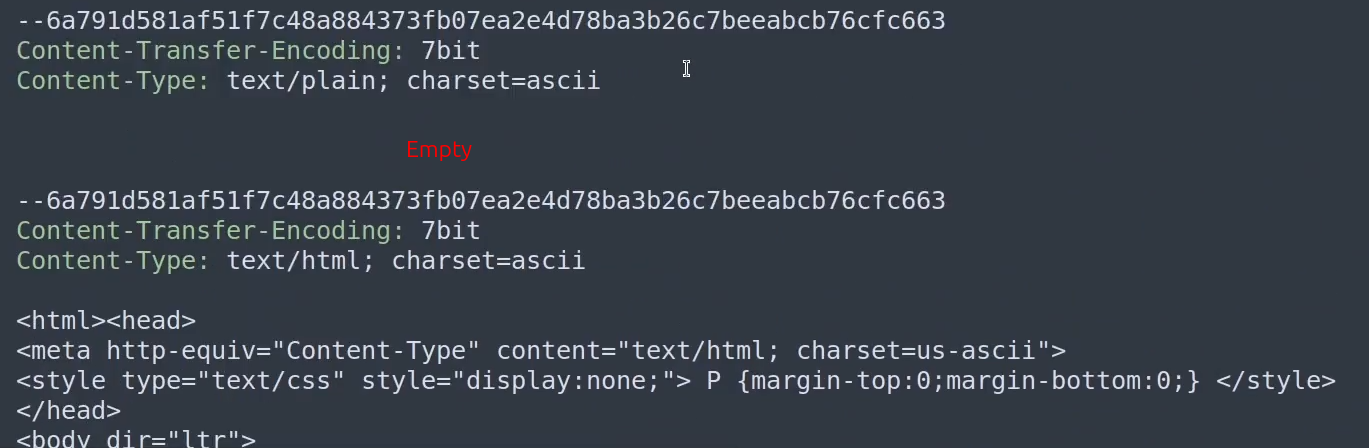 --6a791d581af51f7c48a884373fb07ea2e4d78ba3b26c7beeabcb76cfc663
Content-Transfer-Encoding: 7bit
Content-Type: text/plain; charset=ascii
Empty
--6a791d581af51f7c48a884373fb07ea2e4d78ba3b26c7beeabcb76cfc663
Content-Transfer-Encoding: 7bit
Content-Type: text/html; charset=ascii
<html><head>
<meta http-equiv="Content-Type" content="text/html; charset=us-ascii">
<style type="text/css" style="display:none;"> P {margin-top:0;margin-bottom:0;} </style>
</head>
<body dir="ltr">